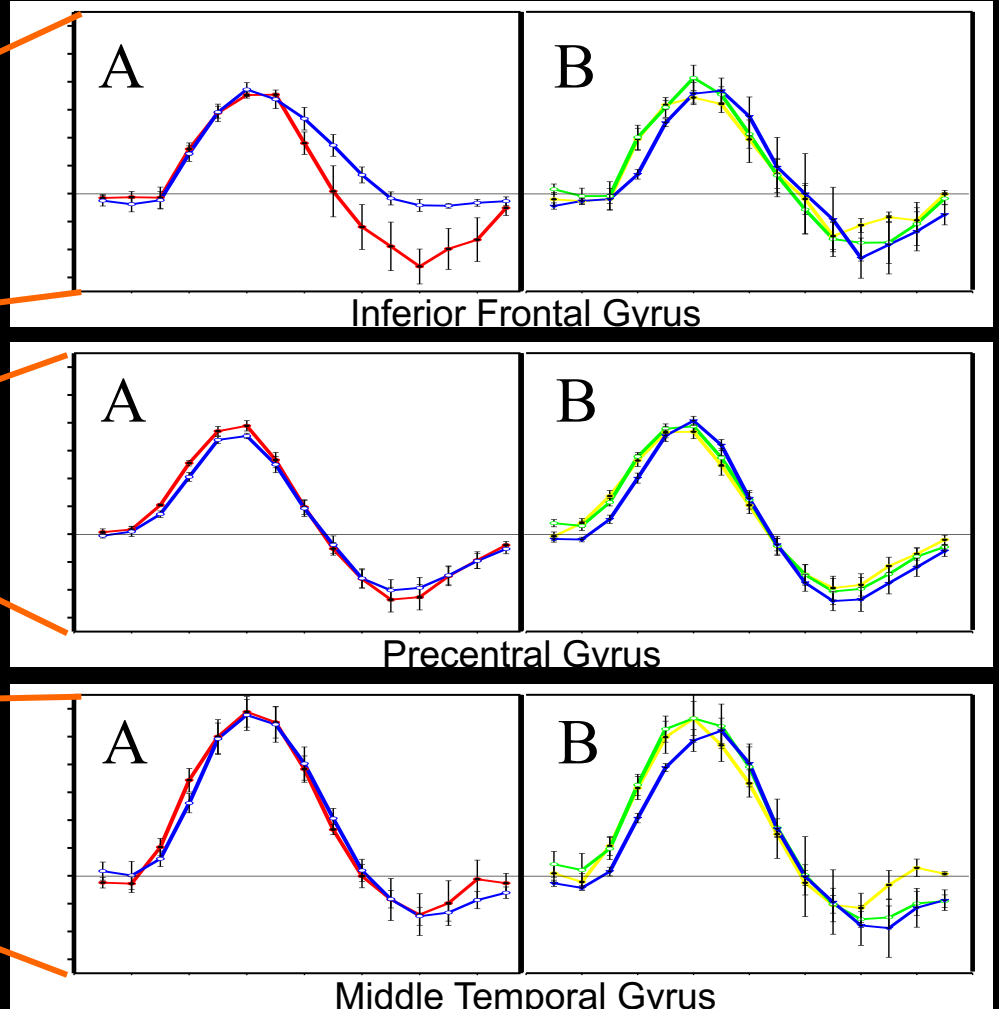 A B
Inferior Frontal Gyrus
A B
Precentral Gyrus
A B
Middle Temporal Gyrus